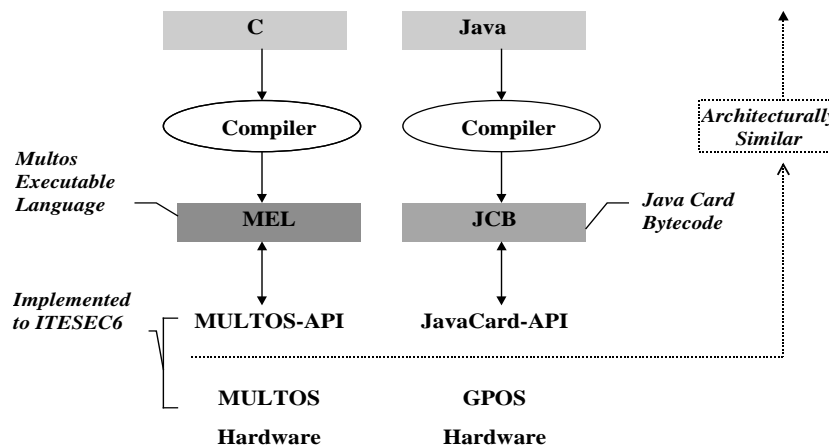 C
Java
Compiler
Compiler
Architecturally
Similar
Multos
Executable
Language
MEL
JCB
Java Card
Bytecode
Implemented
to ITESEC6
MULTOS-API
JavaCard-API
MULTOS
GPOS
Hardware
Hardware